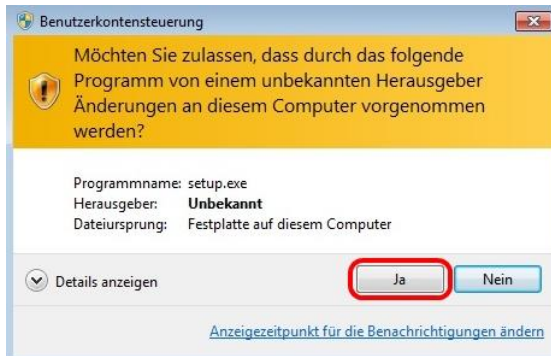 Benutzerkontensteuerung
Möchten Sie zulassen, dass durch das folgende
Programm von einem unbekannten Herausgeber
Änderungen an diesem Computer vorgenommen
werden?
Programmname: setup.exe
Herausgeber: Unbekannt
Dateiursprung: Festplatte auf diesem Computer
Details anzeigen Ja Nein
Anzeigezeitpunkt für die Benachrichtigungen ändern